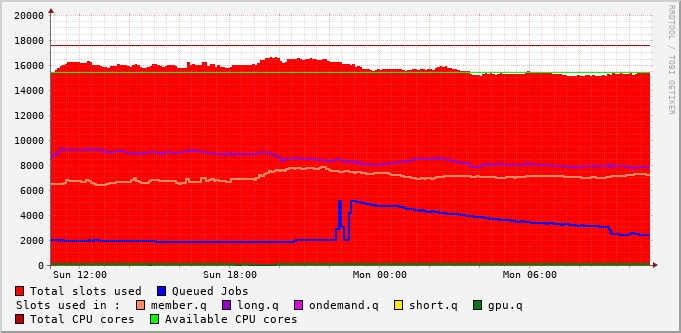 20000
18000
16000
14000
12000
10000
8000
6000
4000
2000
0
Sun 12:00 Sun 18:00 Mon 00:00 Mon 06:00
Total slots used Queued Jobs
Slots used in : member.q long.q ondemand.q short.q gpu.q
Total CPU cores Available CPU cores
RRDTOOL / TOBI OETIKER